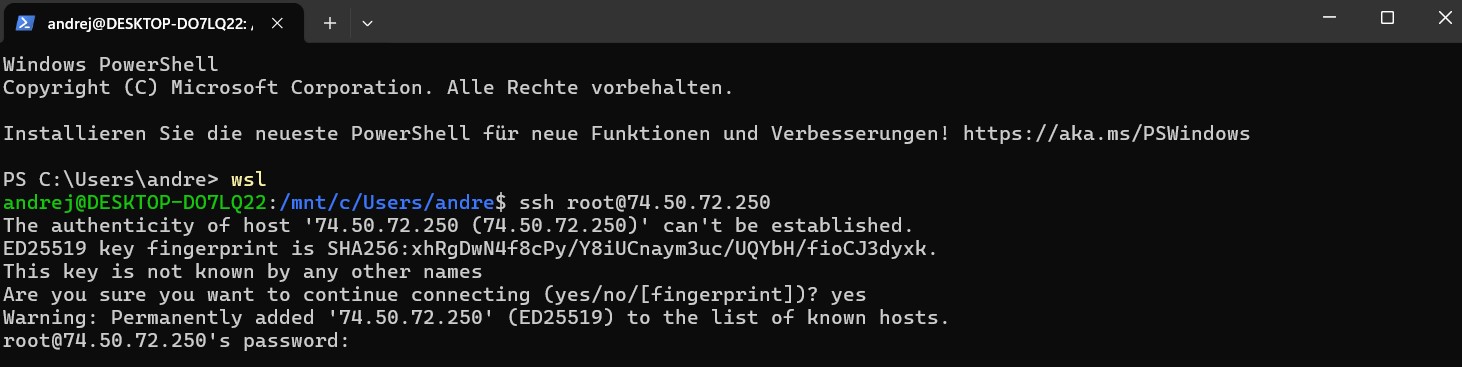 andrej@DESKTOP-DO7LQ22: /
Windows PowerShell
Copyright (C) Microsoft Corporation. Alle Rechte vorbehalten.
Installieren Sie die neueste PowerShell für neue Funktionen und Verbesserungen! https://aka.ms/PSWindows
PS C:\Users\andre> wsl
andrej@DESKTOP-DO7LQ22:/mnt/c/Users/andre$ ssh root@74.50.72.250
The authenticity of host '74.50.72.250 (74.50.72.250)' can't be established.
ED25519 key fingerprint is SHA256:xhRgDwN4f8cPy/Y8iUCnaym3uc/UQYbH/fioCJ3dyxk.
This key is not known by any other names
Are you sure you want to continue connecting (yes/no/[fingerprint])? yes
Warning: Permanently added '74.50.72.250' (ED25519) to the list of known hosts.
root@74.50.72.250's password: